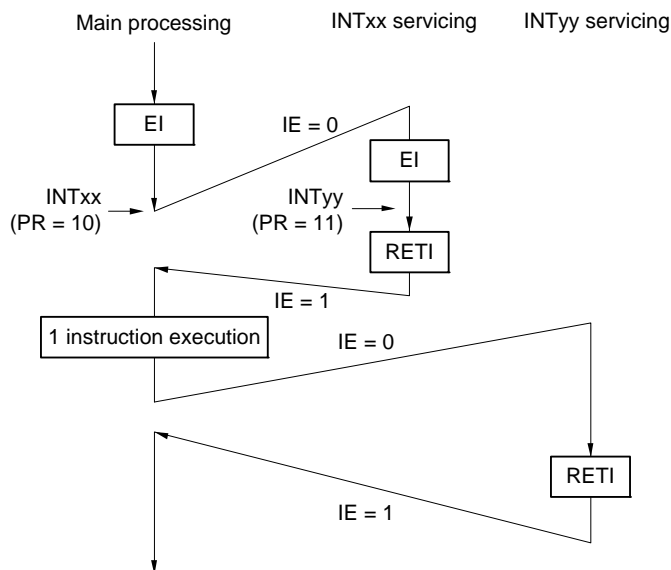 Main processing
INTxx servicing
INTyy servicing
EI
IE = 0
EI
INTxx
(PR = 10)
INTyy
(PR = 11)
RETI
IE = 1
1 instruction execution
IE = 0
RETI
IE = 1